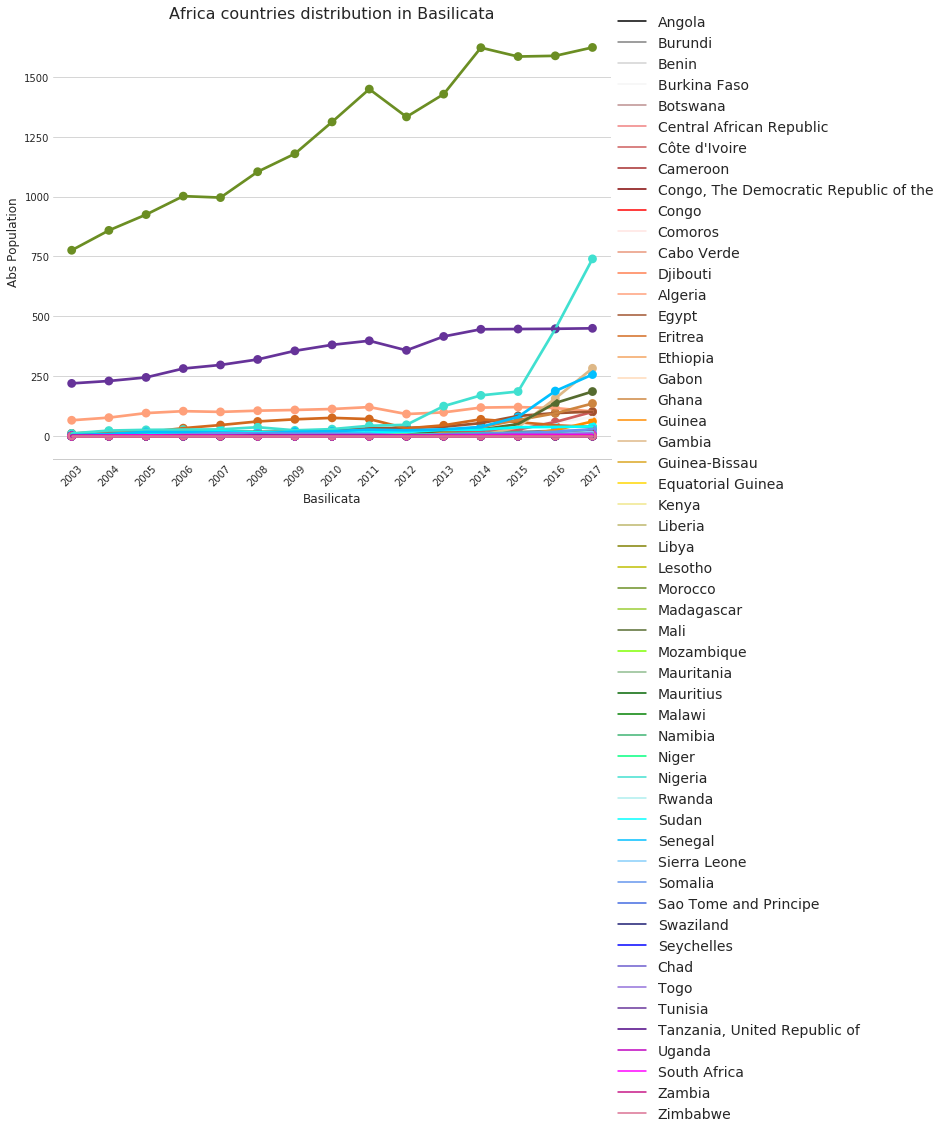 Africa countries distribution in Basilicata
Abs Population
1500
1250
1000
750
500
250
0
2003
2004
2005
2006
2007
2008
2009
2010
2011
2012
2013
2014
2015
2016
2017
Basilicata
Angola
Burundi
Benin
Burkina Faso
Botswana
Central African Republic
Côte d'Ivoire
Cameroon
Congo, The Democratic Republic of the
Congo
Comoros
Cabo Verde
Djibouti
Algeria
Egypt
Eritrea
Ethiopia
Gabon
Ghana
Guinea
Gambia
Guinea-Bissau
Equatorial Guinea
Kenya
Liberia
Libya
Lesotho
Morocco
Madagascar
Mali
Mozambique
Mauritania
Mauritius
Malawi
Namibia
Niger
Nigeria
Rwanda
Sudan
Senegal
Sierra Leone
Somalia
Sao Tome and Principe
Swaziland
Seychelles
Chad
Togo
Tunisia
Tanzania, United Republic of
Uganda
South Africa
Zambia
Zimbabwe